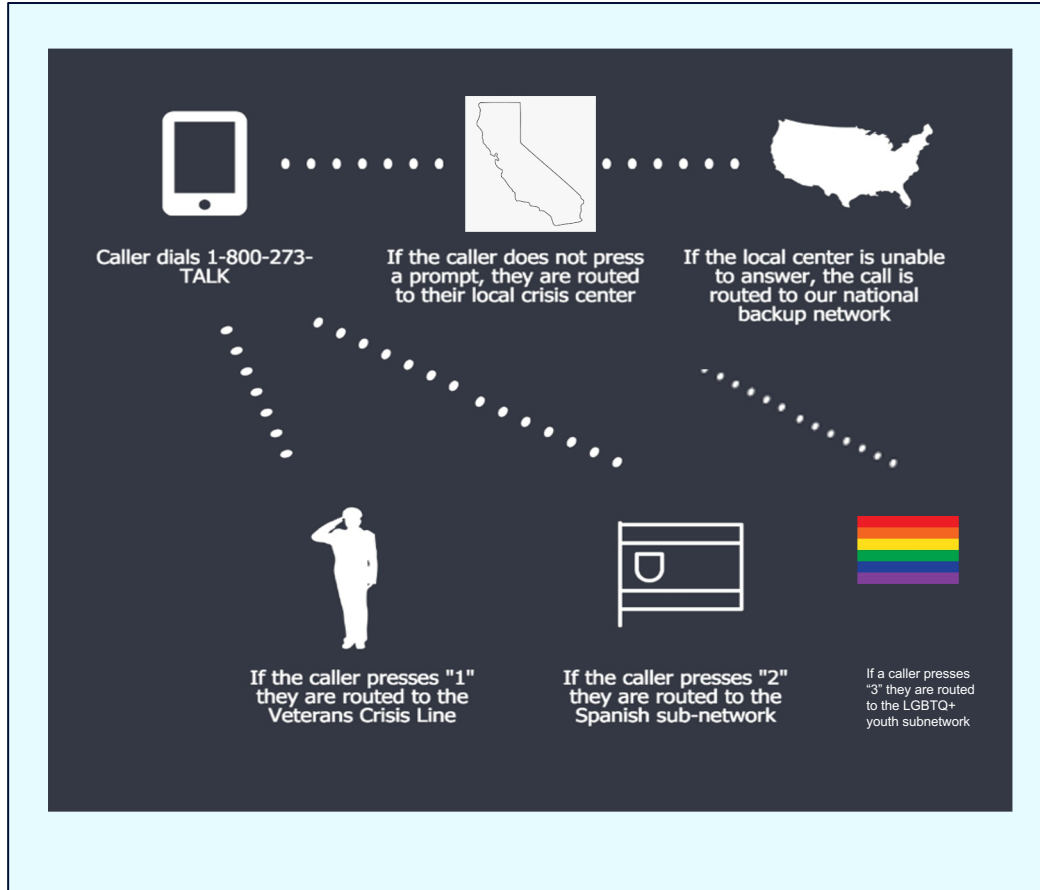 Caller dials 1-800-273-
TALK
If the caller does not press
a prompt, they are routed
to their local crisis center
If the local center is unable
to answer, the call is
routed to our national
backup network
If the caller presses "1"
they are routed to the
Veterans Crisis Line
If the caller presses "2"
they are routed to the
Spanish sub-network
If a caller presses
“3” they are routed
to the LGBTQ+
youth subnetwork